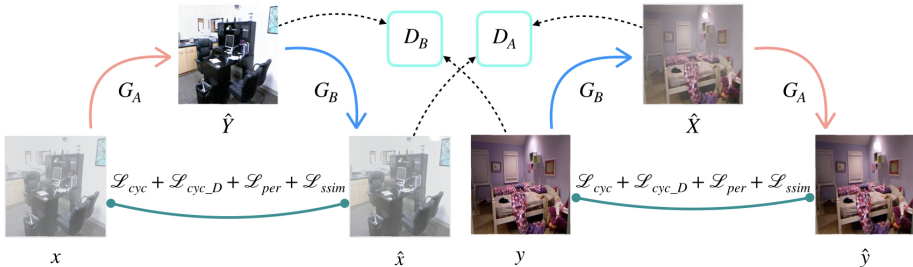 D_B
D_A
G_A
G_B
G_B
G_A
Ŷ
X̂
ℒ_cyc + ℒ_cyc_D + ℒ_per + ℒ_ssim
ℒ_cyc + ℒ_cyc_D + ℒ_per + ℒ_ssim
x
x̂
y
ŷ